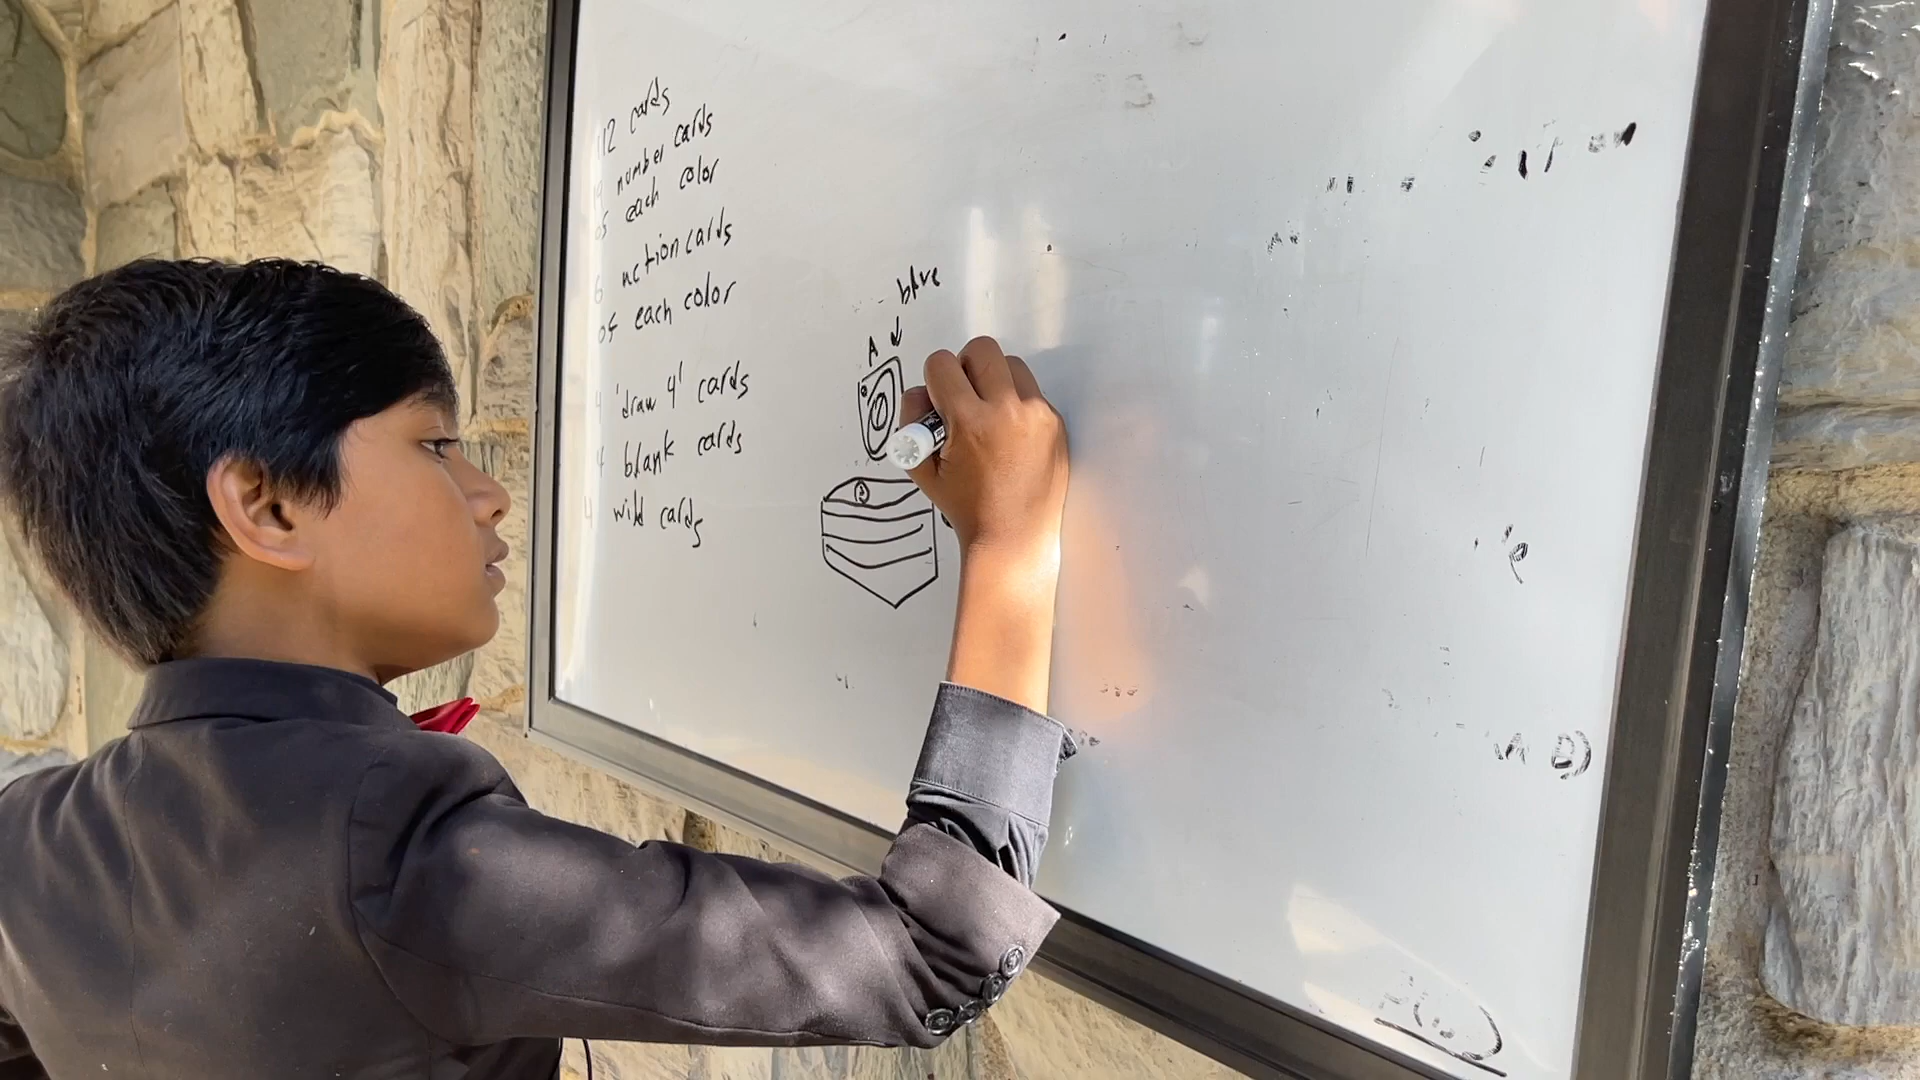 112 cards
19 number cards
of each color
6 action cards
of each color
4 'draw 4' cards
4 blank cards
4 wild cards
blue
A